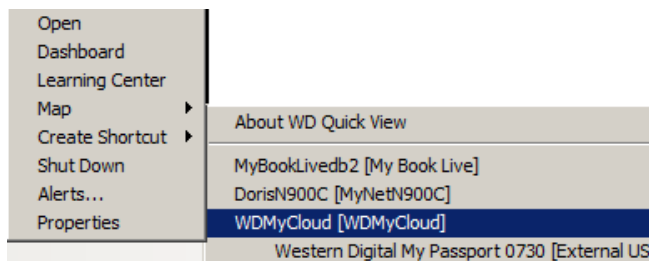 Open
Dashboard
Learning Center
Map
Create Shortcut
Shut Down
Alerts...
Properties
About WD Quick View
MyBookLivedb2 [My Book Live]
DorisN900C [MyNetN900C]
WDMyCloud [WDMyCloud]
Western Digital My Passport 0730 [External US